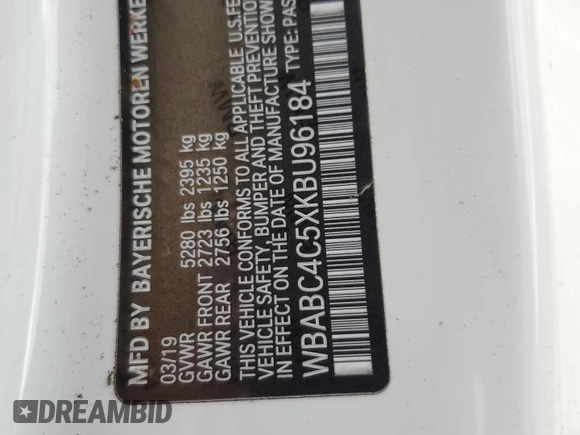 MFD BY BAYERISCHE MOTOREN WERKE
03/19
GVWR 5280 lbs 2395 kg
GAWR FRONT 2723 lbs 1235 kg
GAWR REAR 2756 lbs 1250 kg
THIS VEHICLE CONFORMS TO ALL APPLICABLE U.S.FE
VEHICLE SAFETY, BUMPER AND THEFT PREVENTION
IN EFFECT ON THE DATE OF MANUFACTURE SHOW
WBABC4C5XKBU96184 TYPE: PAS
DREAMBID